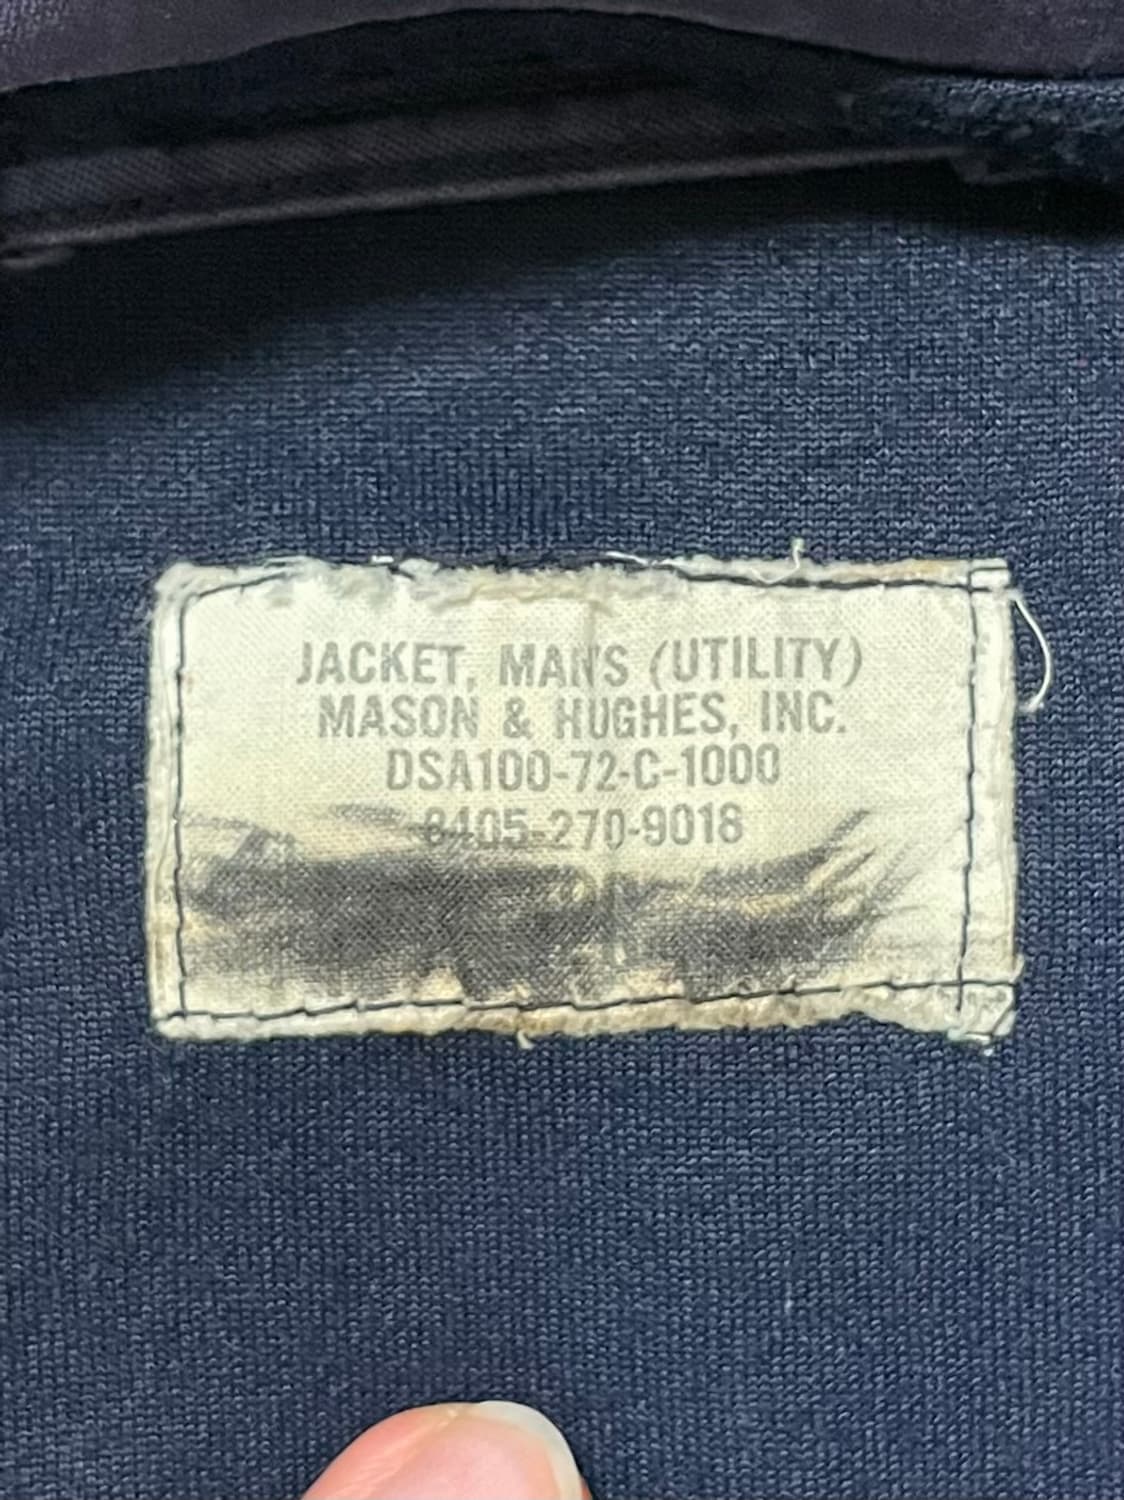 JACKET, MAN'S (UTILITY)
MASON & HUGHES, INC.
DSA100-72-C-1000
8405-270-9018